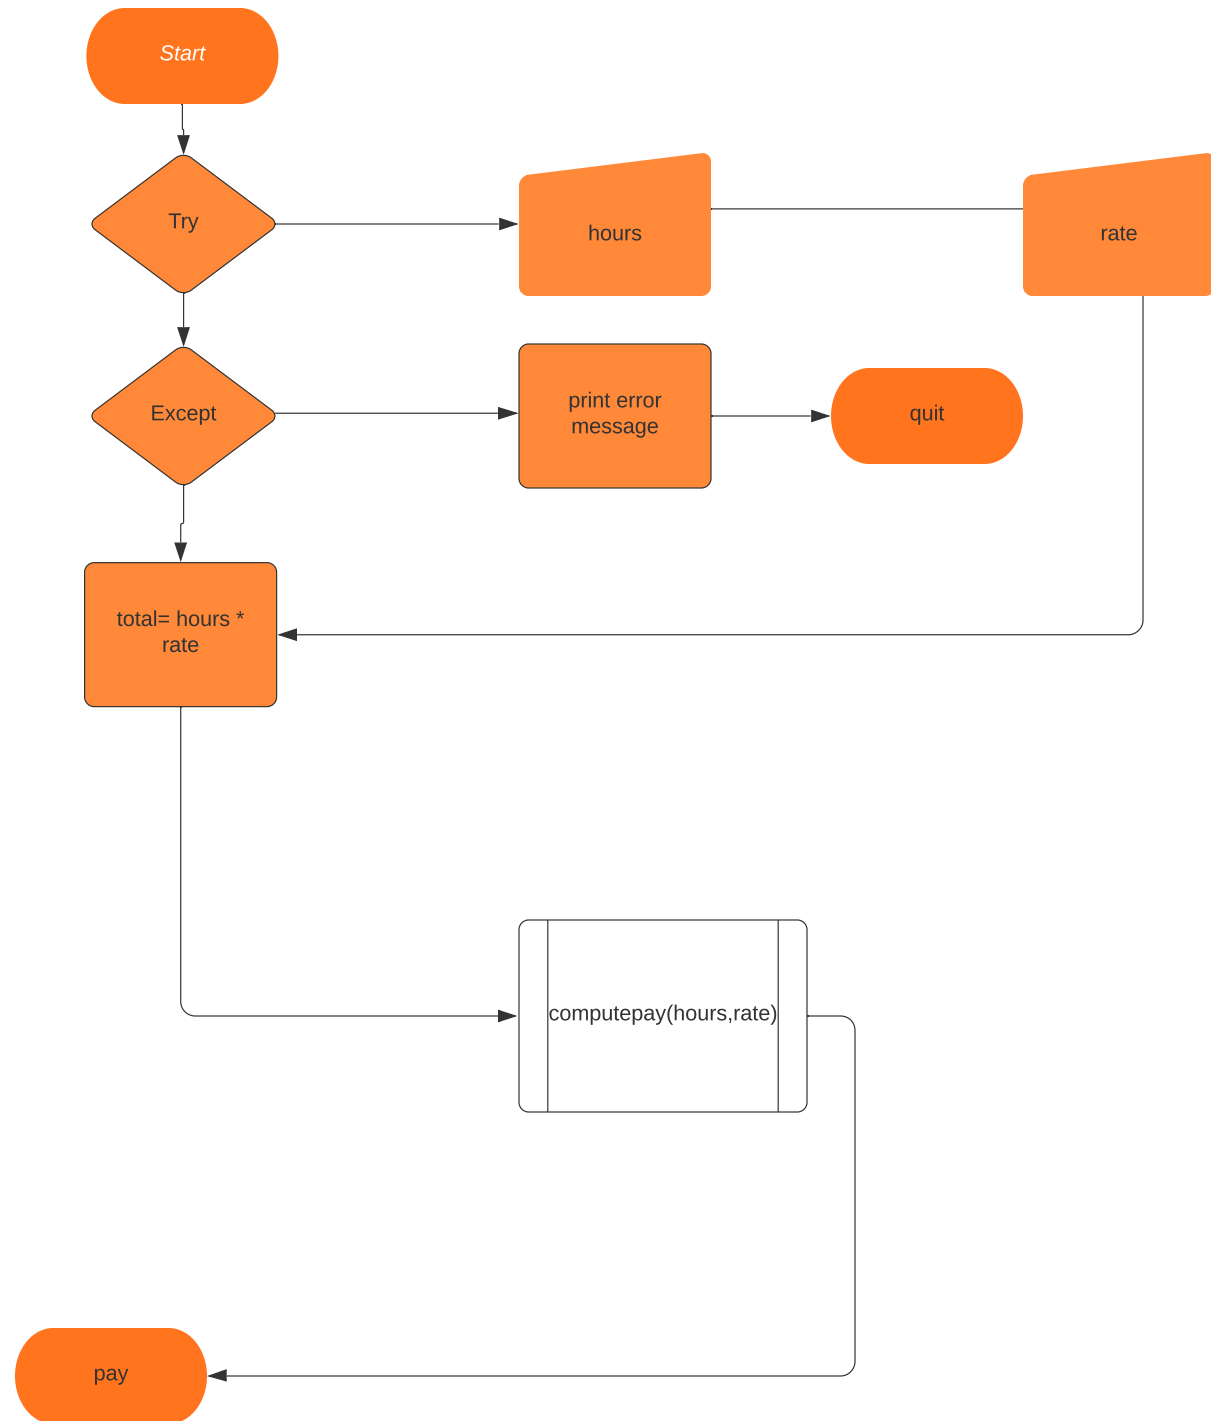 Start
Try
hours
rate
Except
print error
message
quit
total= hours *
rate
computepay(hours,rate)
pay